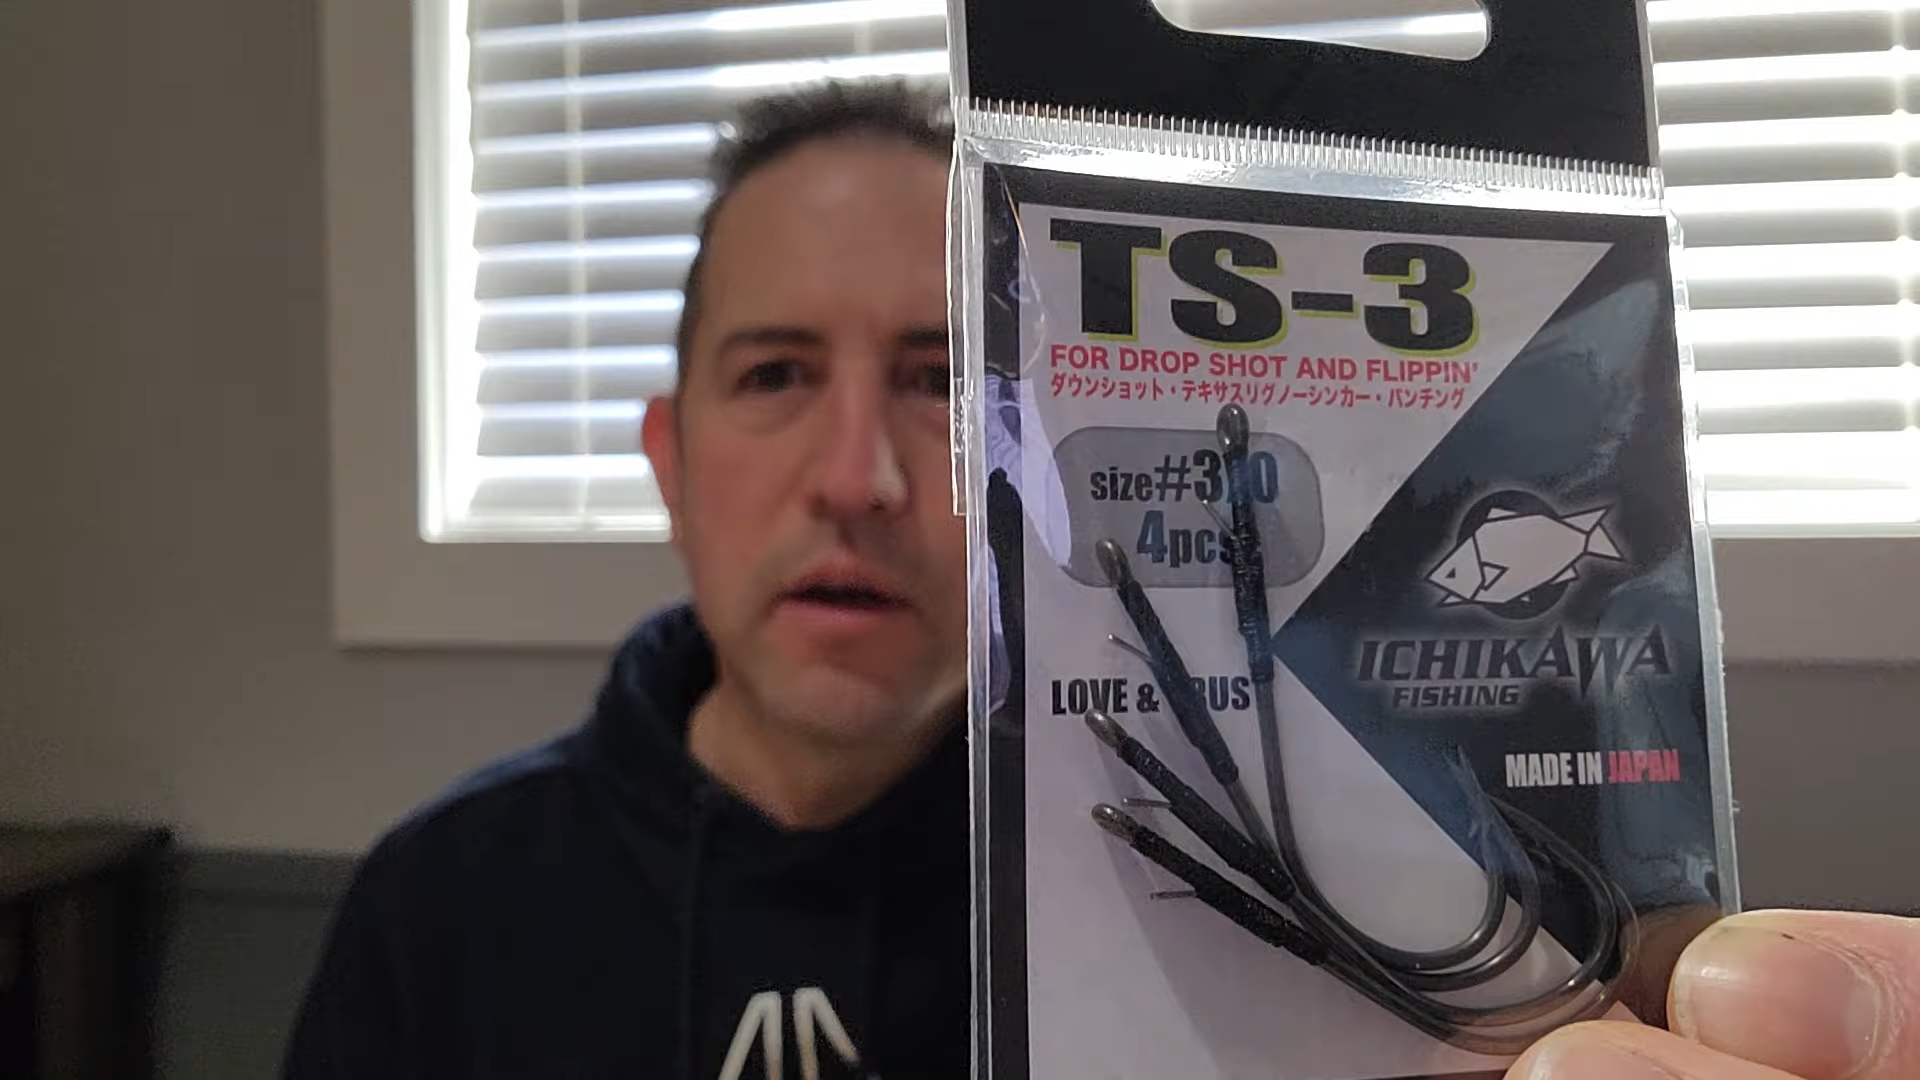 TS-3
FOR DROP SHOT AND FLIPPIN'
ダウンショット・テキサスリグノーシンカー・パンチング
size
4pcs
LOVE &
ICHIKAWA
FISHING
MADE IN JAPAN